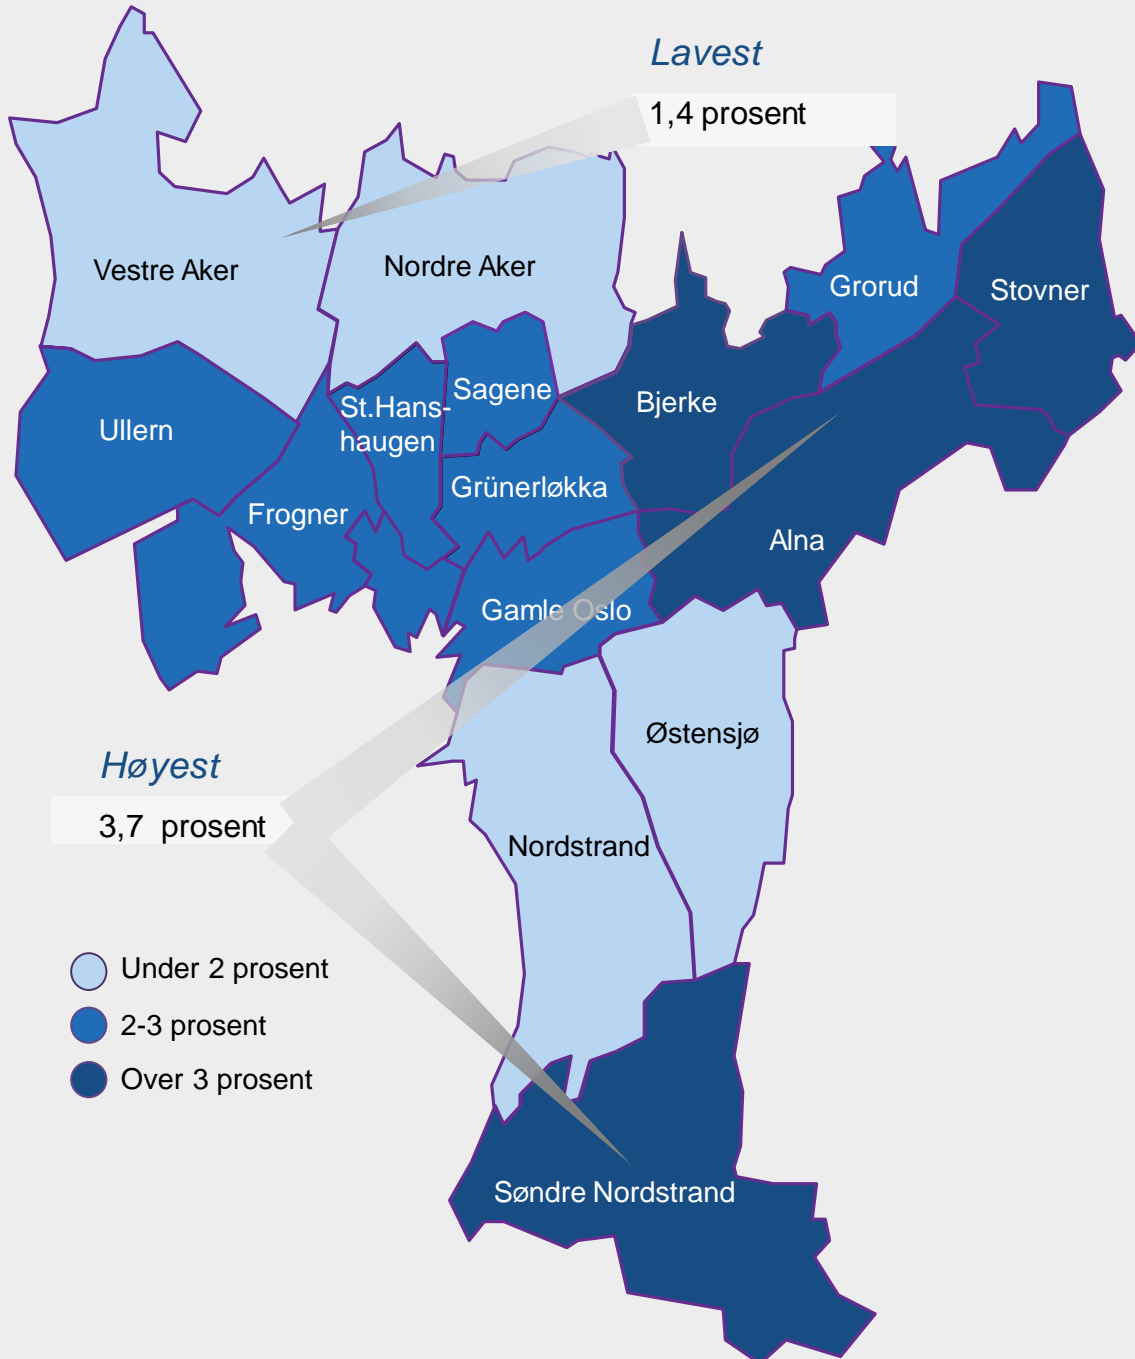 Lavest
1,4 prosent
Vestre Aker
Nordre Aker
Grorud
Stovner
Sagene
Bjerke
St.Hans-
haugen
Ullern
Grünerløkka
Frogner
Alna
Gamle Oslo
Østensjø
Høyest
3,7 prosent
Nordstrand
Under 2 prosent
2-3 prosent
Over 3 prosent
Søndre Nordstrand